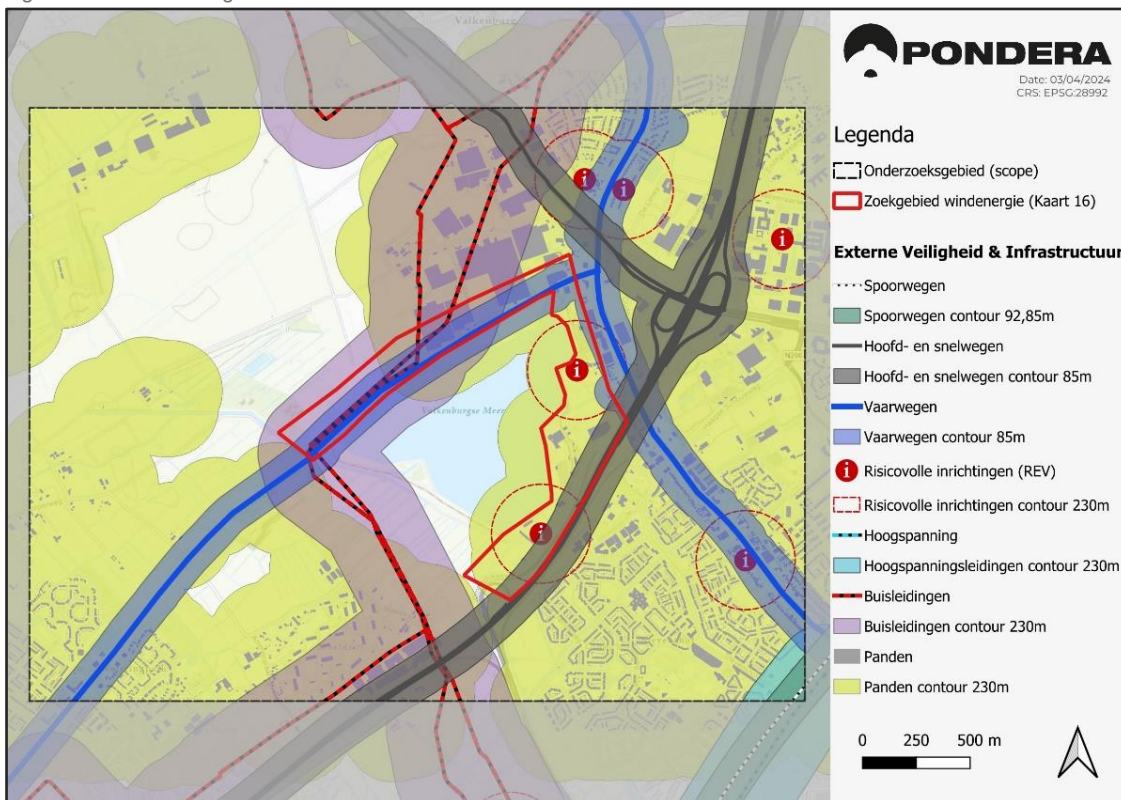 Valkenburg
PONDERA
Date: 03/04/2024
CRS: EPSG:28992
Legenda
Onderzoeksgebied (scope)
Zoekgebied windenergie (Kaart 16)
Externe Veiligheid & Infrastructuur
Spoorwegen
Spoorwegen contour 92,85m
Hoofd- en snelwegen
Hoofd- en snelwegen contour 85m
Vaarwegen
Vaarwegen contour 85m
i Risicovolle inrichtingen (REV)
Risicovolle inrichtingen contour 230m
Hoogspanning
Hoogspanningsleidingen contour 230m
Buisleidingen
Buisleidingen contour 230m
Panden
Panden contour 230m
0 250 500 m
i
i
i
N206
i
Valkenburgse Meer
i
i